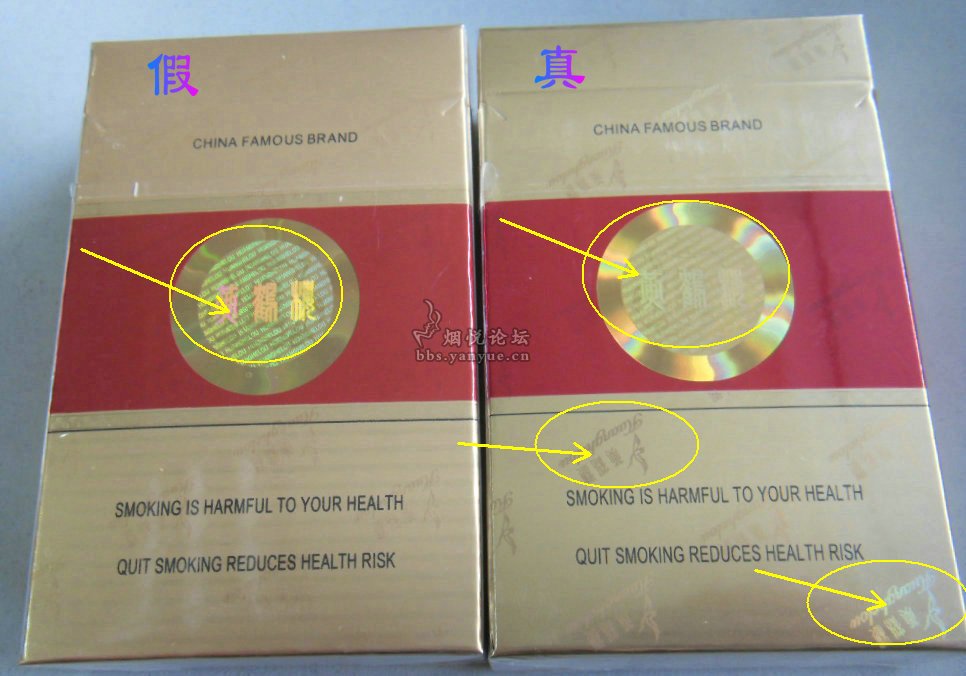 假
真
CHINA FAMOUS BRAND
CHINA FAMOUS BRAND
黄鹤楼
黄鹤楼
烟悦论坛
bbs.yanyue.cn
SMOKING IS HARMFUL TO YOUR HEALTH
QUIT SMOKING REDUCES HEALTH RISK
SMOKING IS HARMFUL TO YOUR HEALTH
QUIT SMOKING REDUCES HEALTH RISK